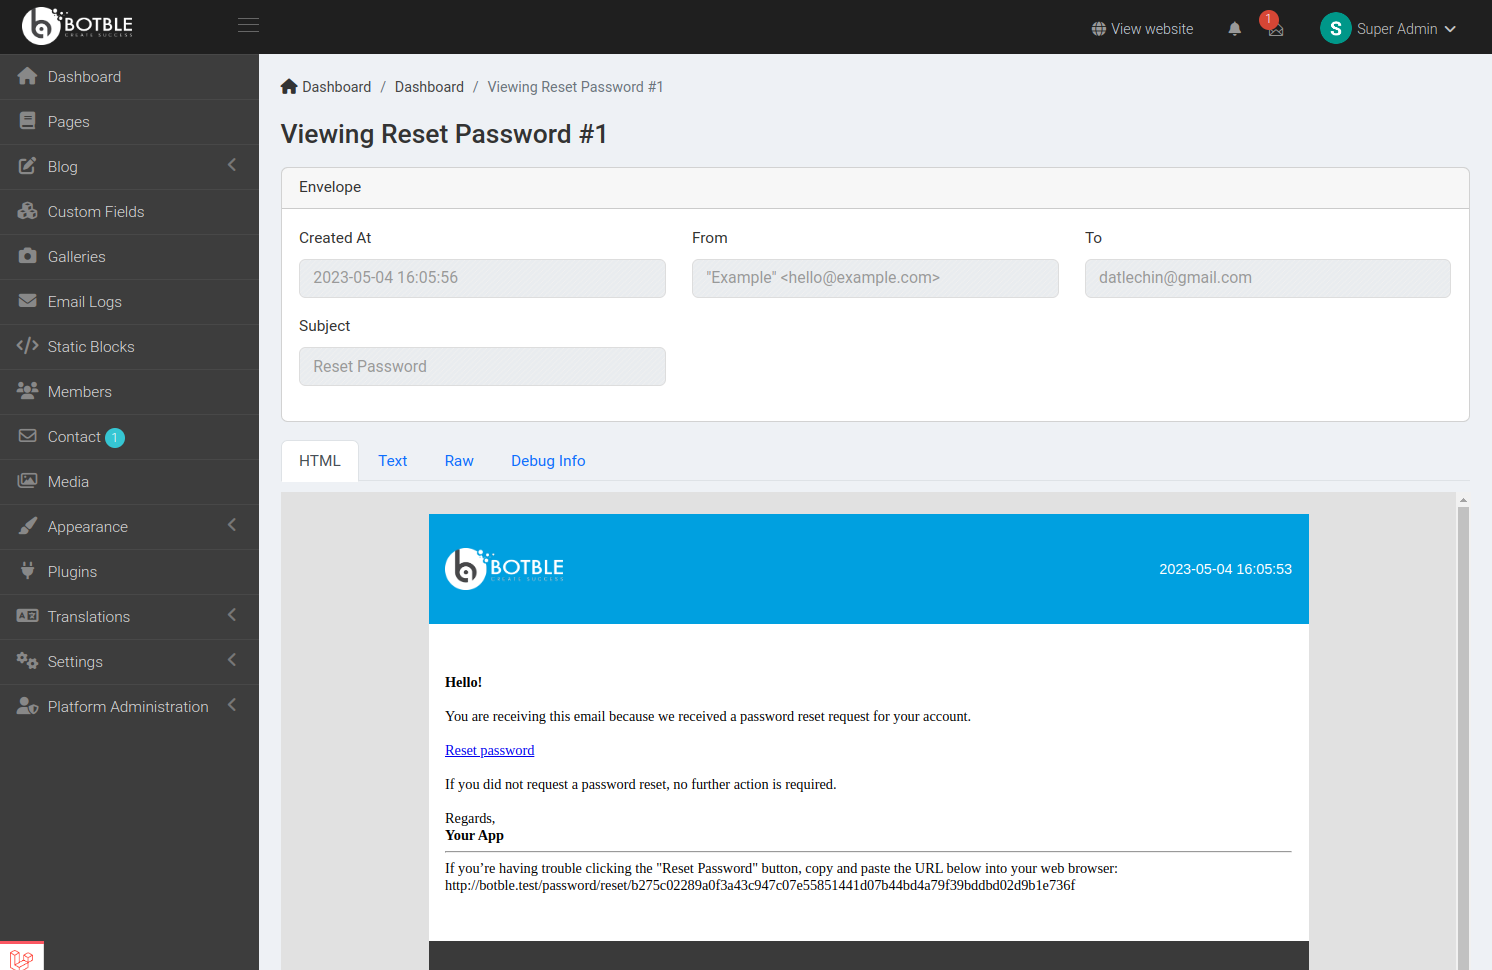 BOTBLE
CREATE SUCCESS
View website
1
S
Super Admin
Dashboard
Pages
Blog
Custom Fields
Galleries
Email Logs
Static Blocks
Members
Contact 1
Media
Appearance
Plugins
Translations
Settings
Platform Administration
Dashboard / Dashboard / Viewing Reset Password #1
Viewing Reset Password #1
Envelope
Created At
From
To
2023-05-04 16:05:56
"Example" <hello@example.com>
datlechin@gmail.com
Subject
Reset Password
HTML
Text
Raw
Debug Info
BOTBLE
CREATE SUCCESS
2023-05-04 16:05:53
Hello!
You are receiving this email because we received a password reset request for your account.
Reset password
If you did not request a password reset, no further action is required.
Regards,
Your App
If you’re having trouble clicking the "Reset Password" button, copy and paste the URL below into your web browser:
http://botble.test/password/reset/b275c02289a0f3a43c947c07e55851441d07b44bd4a79f39bddbd02d9b1e736f